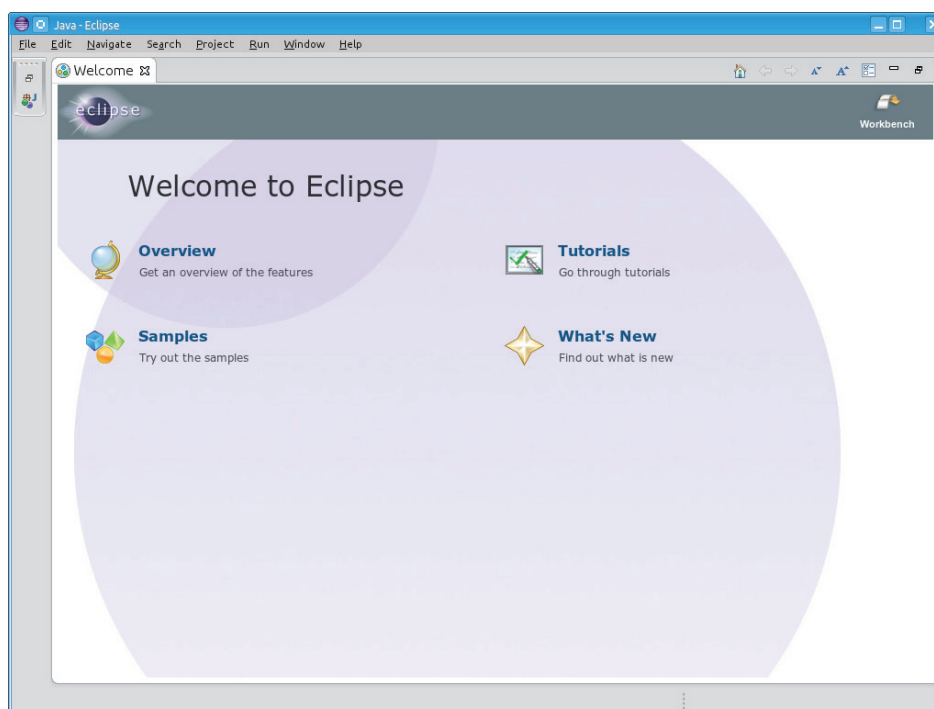 Java - Eclipse
File Edit Navigate Search Project Run Window Help
Welcome
eclipse
Workbench
Welcome to Eclipse
Overview
Get an overview of the features
Tutorials
Go through tutorials
Samples
Try out the samples
What's New
Find out what is new